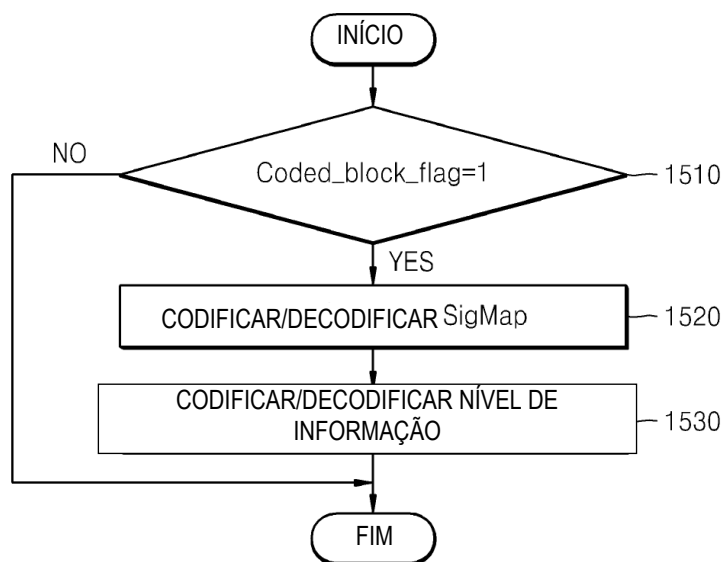 INÍCIO
NO
Coded_block_flag=1
1510
YES
CODIFICAR/DECODIFICAR SigMap
1520
CODIFICAR/DECODIFICAR NÍVEL DE
INFORMAÇÃO
1530
FIM